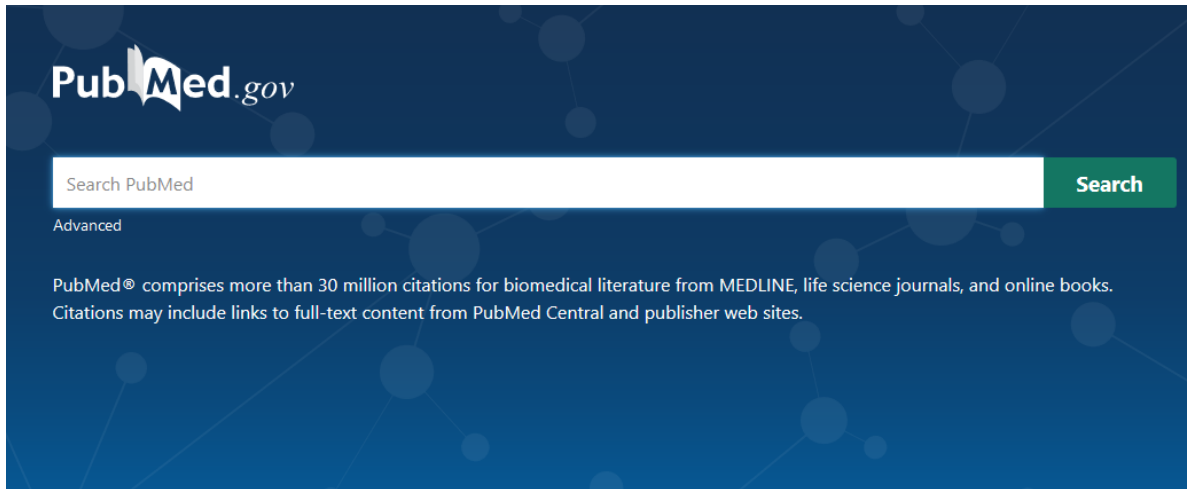 PubMed.gov
Search PubMed
Search
Advanced
PubMed® comprises more than 30 million citations for biomedical literature from MEDLINE, life science journals, and online books.
Citations may include links to full-text content from PubMed Central and publisher web sites.